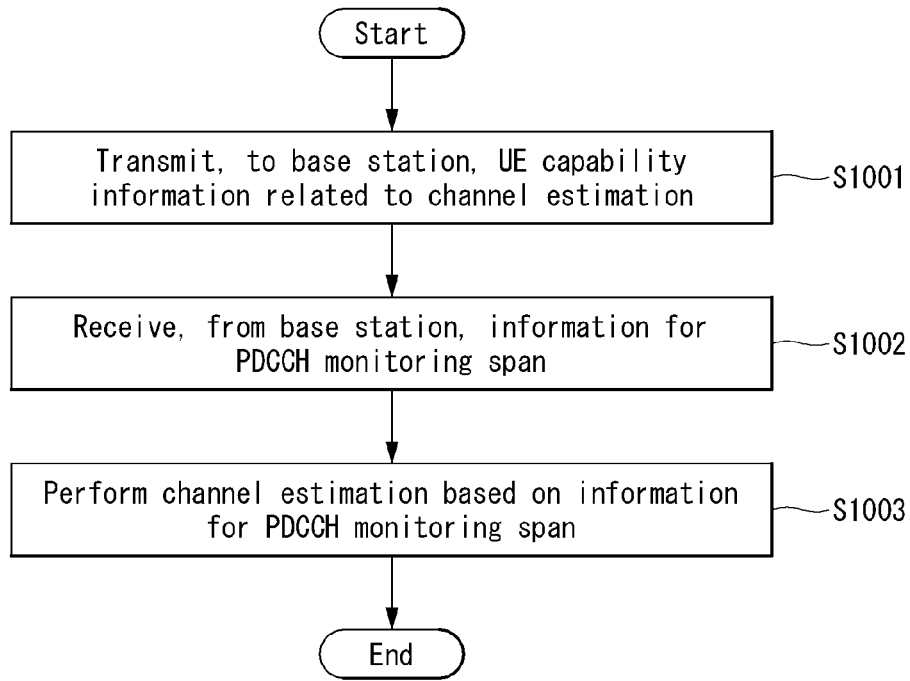 Start
Transmit, to base station, UE capability
information related to channel estimation
S1001
Receive, from base station, information for
PDCCH monitoring span
S1002
Perform channel estimation based on information
for PDCCH monitoring span
S1003
End